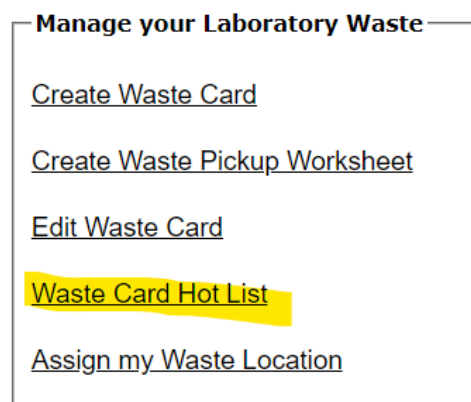 Manage your Laboratory Waste
Create Waste Card
Create Waste Pickup Worksheet
Edit Waste Card
Waste Card Hot List
Assign my Waste Location